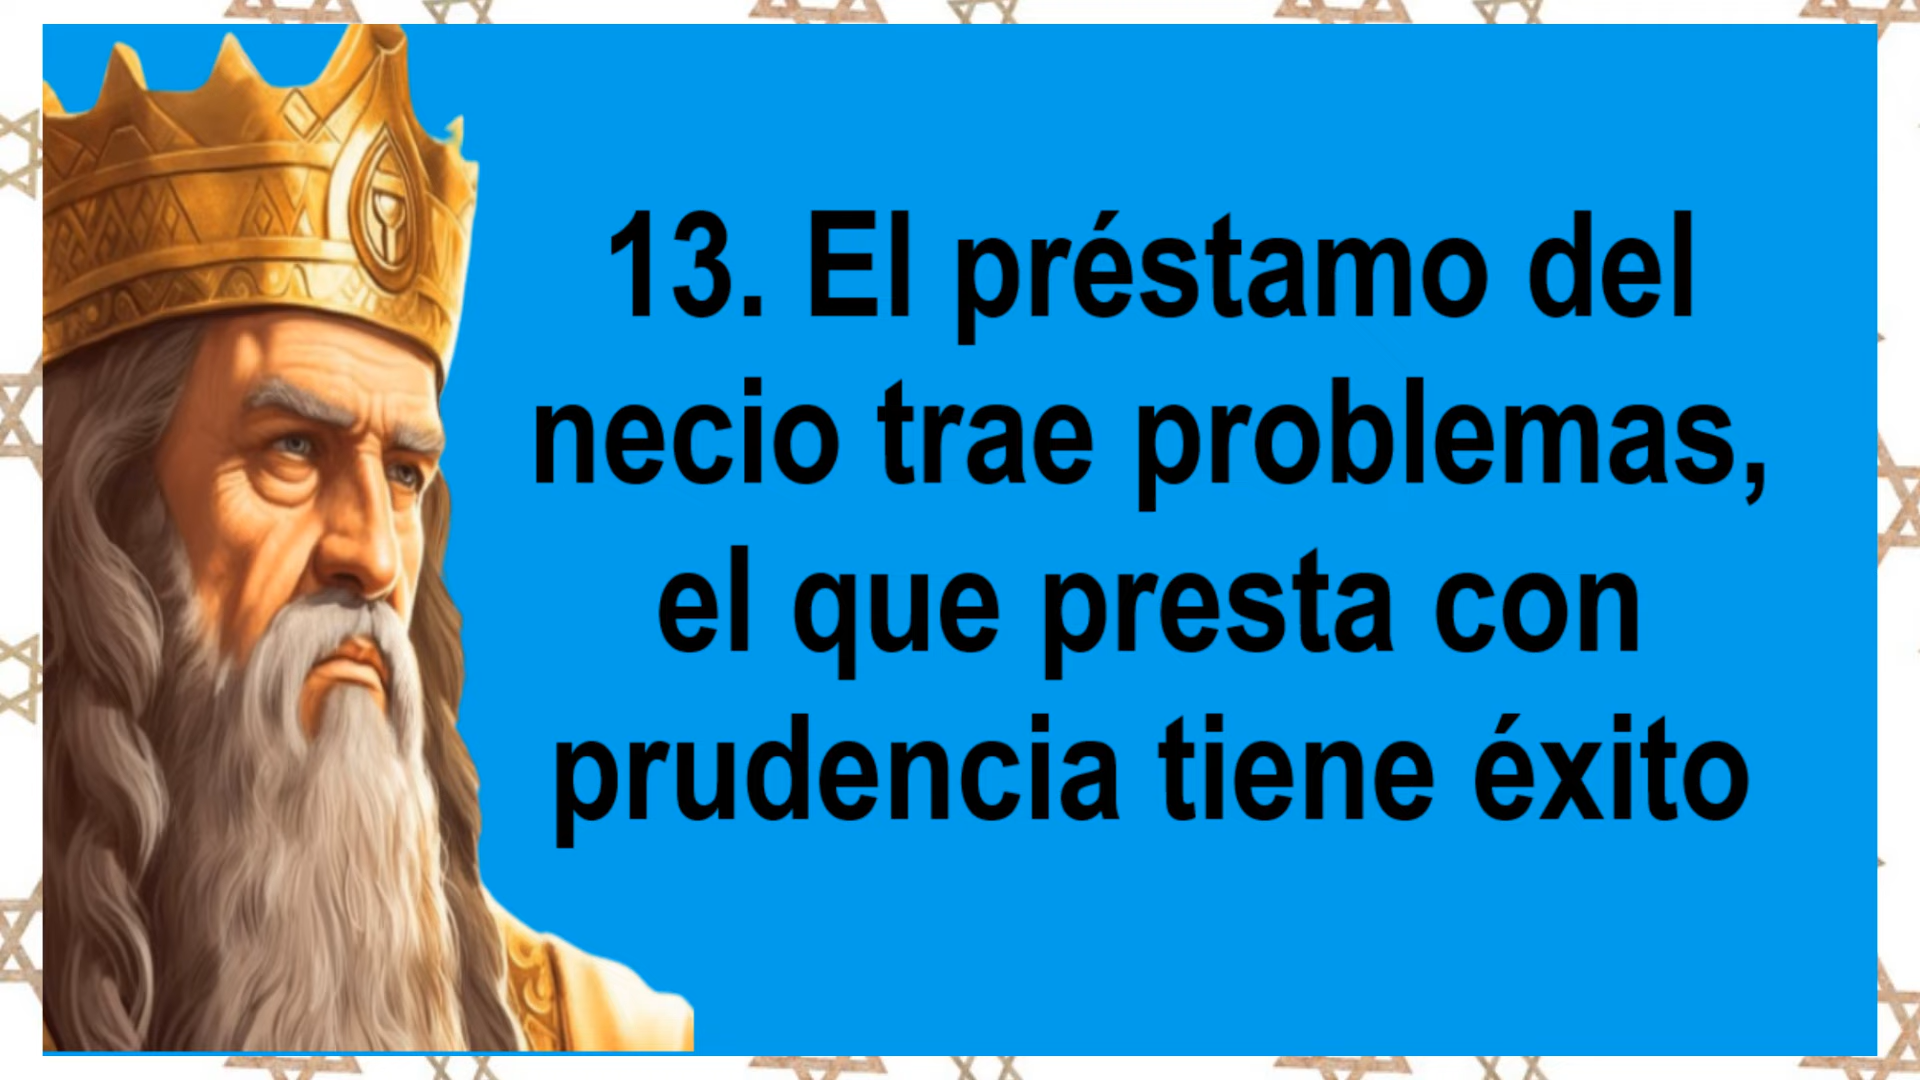 13. El préstamo del
necio trae problemas,
el que presta con
prudencia tiene éxito